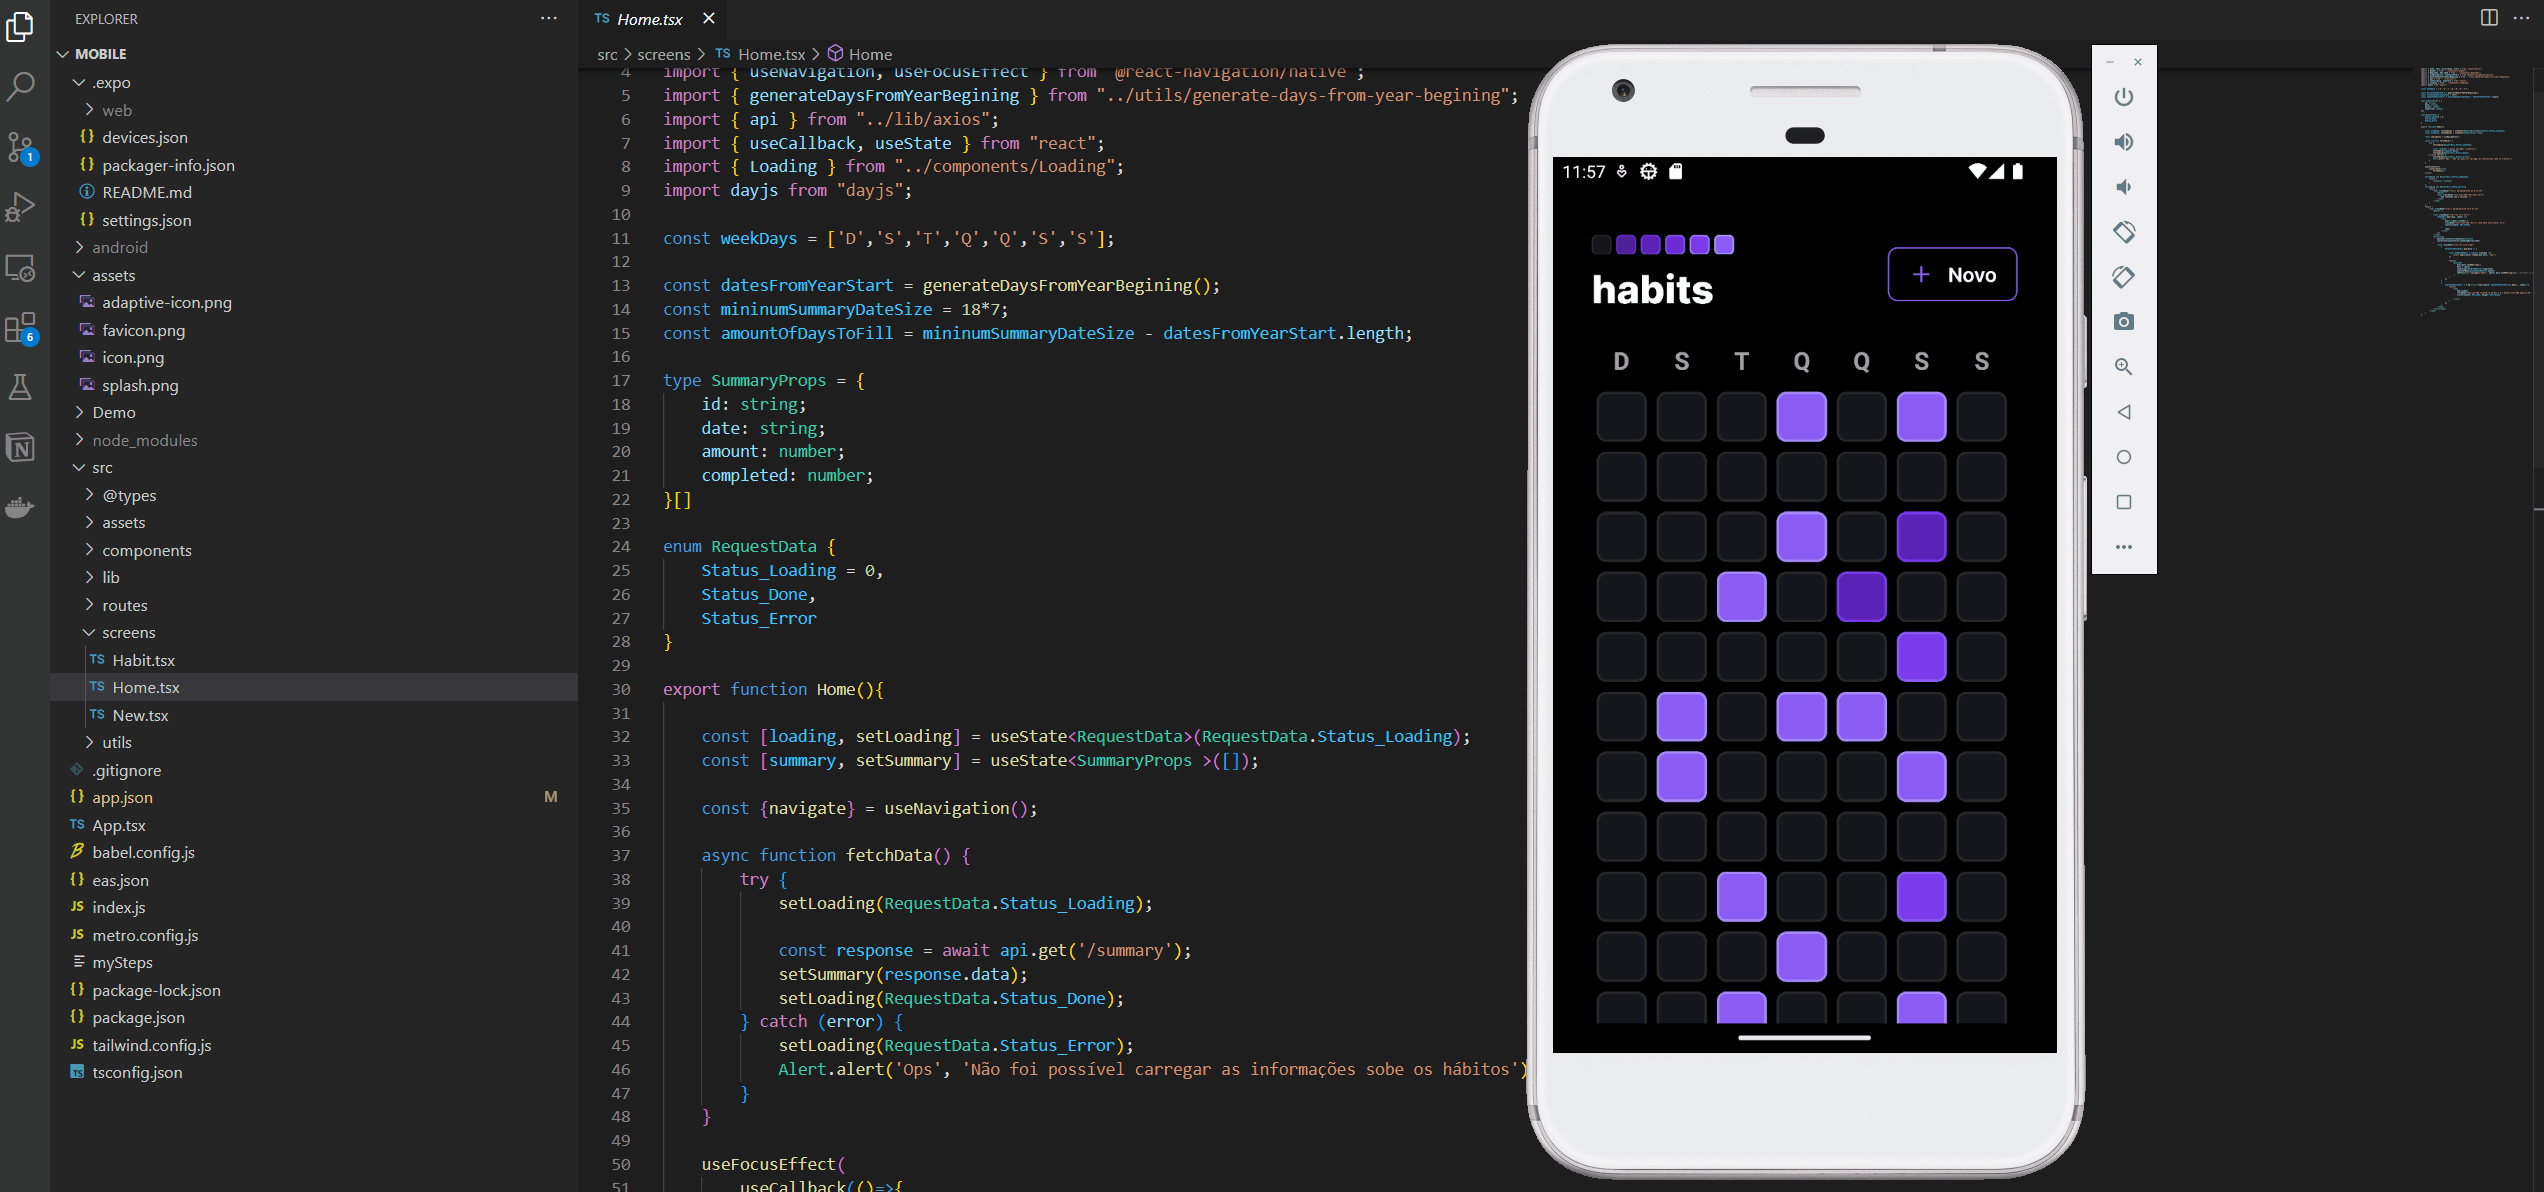 EXPLORER
MOBILE
.expo
web
devices.json
packager-info.json
README.md
settings.json
android
assets
adaptive-icon.png
favicon.png
icon.png
splash.png
Demo
node_modules
src
@types
assets
components
lib
routes
screens
TS Habit.tsx
TS Home.tsx
TS New.tsx
utils
.gitignore
app.json M
TS App.tsx
babel.config.js
eas.json
JS index.js
JS metro.config.js
mySteps
package-lock.json
package.json
JS tailwind.config.js
TS tsconfig.json
1
6
TS Home.tsx
src > screens > TS Home.tsx > Home
4 import { useNavigation, useFocusEffect } from "@react-navigation/native";
5 import { generateDaysFromYearBegining } from "../utils/generate-days-from-year-begining";
6 import { api } from "../lib/axios";
7 import { useCallback, useState } from "react";
8 import { Loading } from "../components/Loading";
9 import dayjs from "dayjs";
10
11 const weekDays = ['D','S','T','Q','Q','S','S'];
12
13 const datesFromYearStart = generateDaysFromYearBegining();
14 const mininumSummaryDateSize = 18*7;
15 const amountOfDaysToFill = mininumSummaryDateSize - datesFromYearStart.length;
16
17 type SummaryProps = {
18 id: string;
19 date: string;
20 amount: number;
21 completed: number;
22 }[]
23
24 enum RequestData {
25 Status_Loading = 0,
26 Status_Done,
27 Status_Error
28 }
29
30 export function Home(){
31
32 const [loading, setLoading] = useState<RequestData>(RequestData.Status_Loading);
33 const [summary, setSummary] = useState<SummaryProps >([]);
34
35 const {navigate} = useNavigation();
36
37 async function fetchData() {
38 try {
39 setLoading(RequestData.Status_Loading);
40
41 const response = await api.get('/summary');
42 setSummary(response.data);
43 setLoading(RequestData.Status_Done);
44 } catch (error) {
45 setLoading(RequestData.Status_Error);
46 Alert.alert('Ops', 'Não foi possível carregar as informações sobe os hábitos')
47 }
48 }
49
50 useFocusEffect(
51 useCallback(()=>{
11:57
habits
+ Novo
D S T Q Q S S